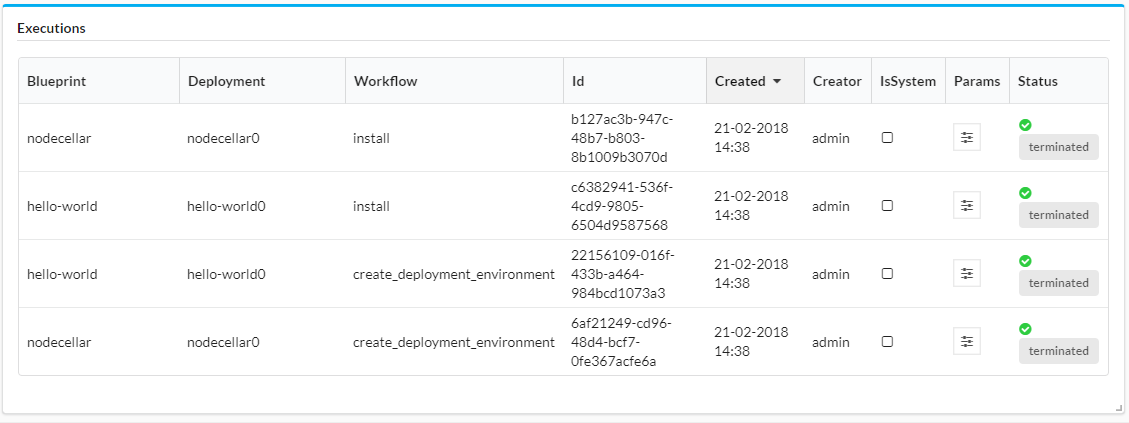 Executions
Blueprint Deployment Workflow Id Created Creator IsSystem Params Status
b127ac3b-947c-
nodecellar nodecellar0 install 48b7-b803- 21-02-2018 14:38 admin terminated
8b1009b3070d
c6382941-536f-
hello-world hello-world0 install 4cd9-9805- 21-02-2018 14:38 admin terminated
6504d9587568
22156109-016f-
hello-world hello-world0 create_deployment_environment 433b-a464- 21-02-2018 14:38 admin terminated
984bcd1073a3
6af21249-cd96-
nodecellar nodecellar0 create_deployment_environment 48d4-bcf7- 21-02-2018 14:38 admin terminated
0fe367acfe6a